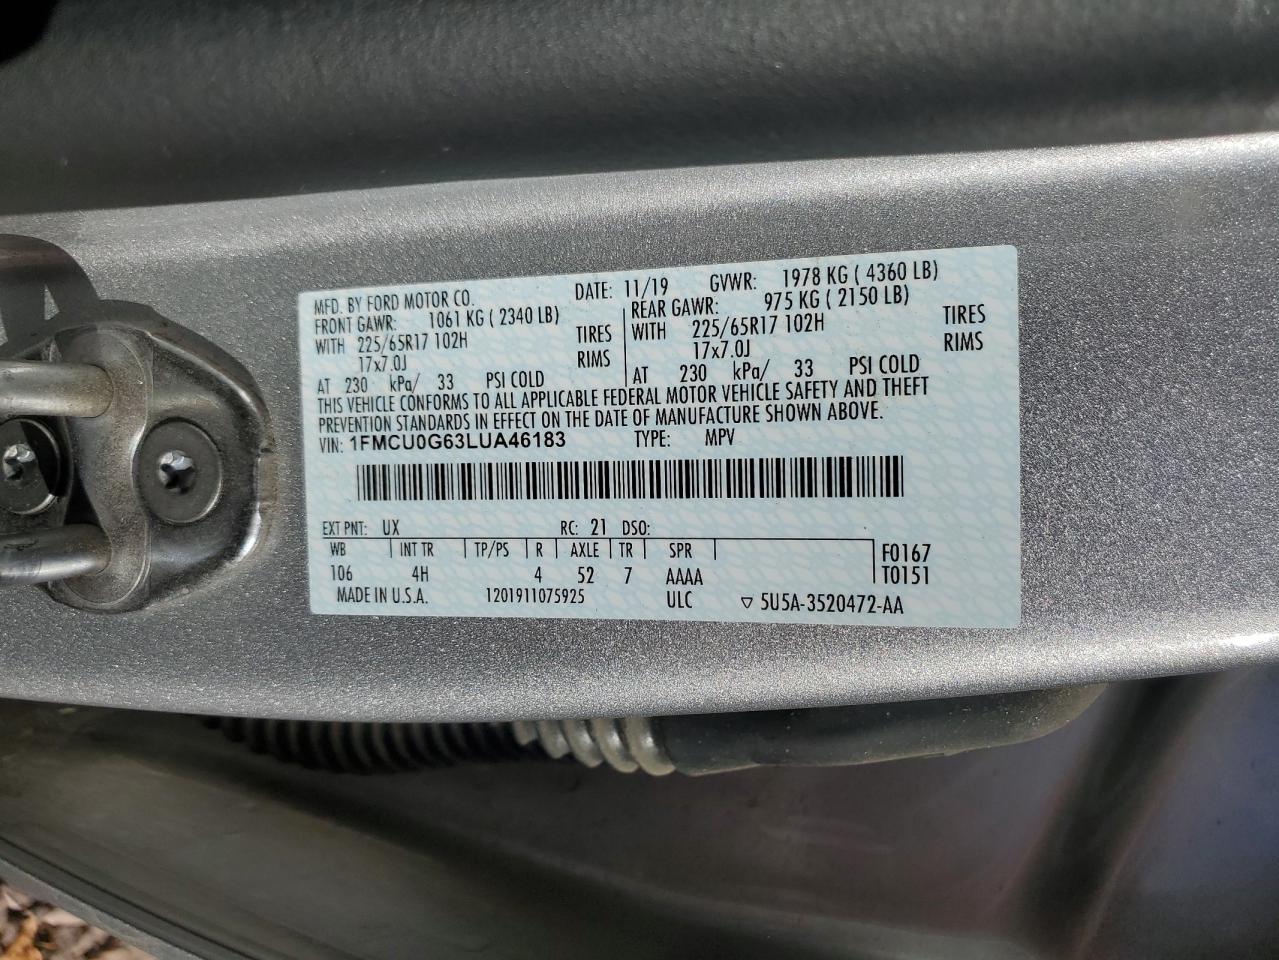 MFD. BY FORD MOTOR CO. DATE: 11/19 GVWR: 1978 KG ( 4360 LB)
FRONT GAWR: 1061 KG ( 2340 LB) REAR GAWR: 975 KG ( 2150 LB)
WITH 225/65R17 102H TIRES WITH 225/65R17 102H TIRES
17x7.0J RIMS 17x7.0J RIMS
AT 230 kPa/ 33 PSI COLD AT 230 kPa/ 33 PSI COLD
THIS VEHICLE CONFORMS TO ALL APPLICABLE FEDERAL MOTOR VEHICLE SAFETY AND THEFT
PREVENTION STANDARDS IN EFFECT ON THE DATE OF MANUFACTURE SHOWN ABOVE.
VIN: 1FMCU0G63LUA46183 TYPE: MPV
EXT PNT: UX RC: 21 DSO:
WB INT TR TP/PS R AXLE TR SPR F0167
106 4H 4 52 7 AAAA T0151
MADE IN U.S.A. 1201911075925 ULC ▽ 5U5A-3520472-AA